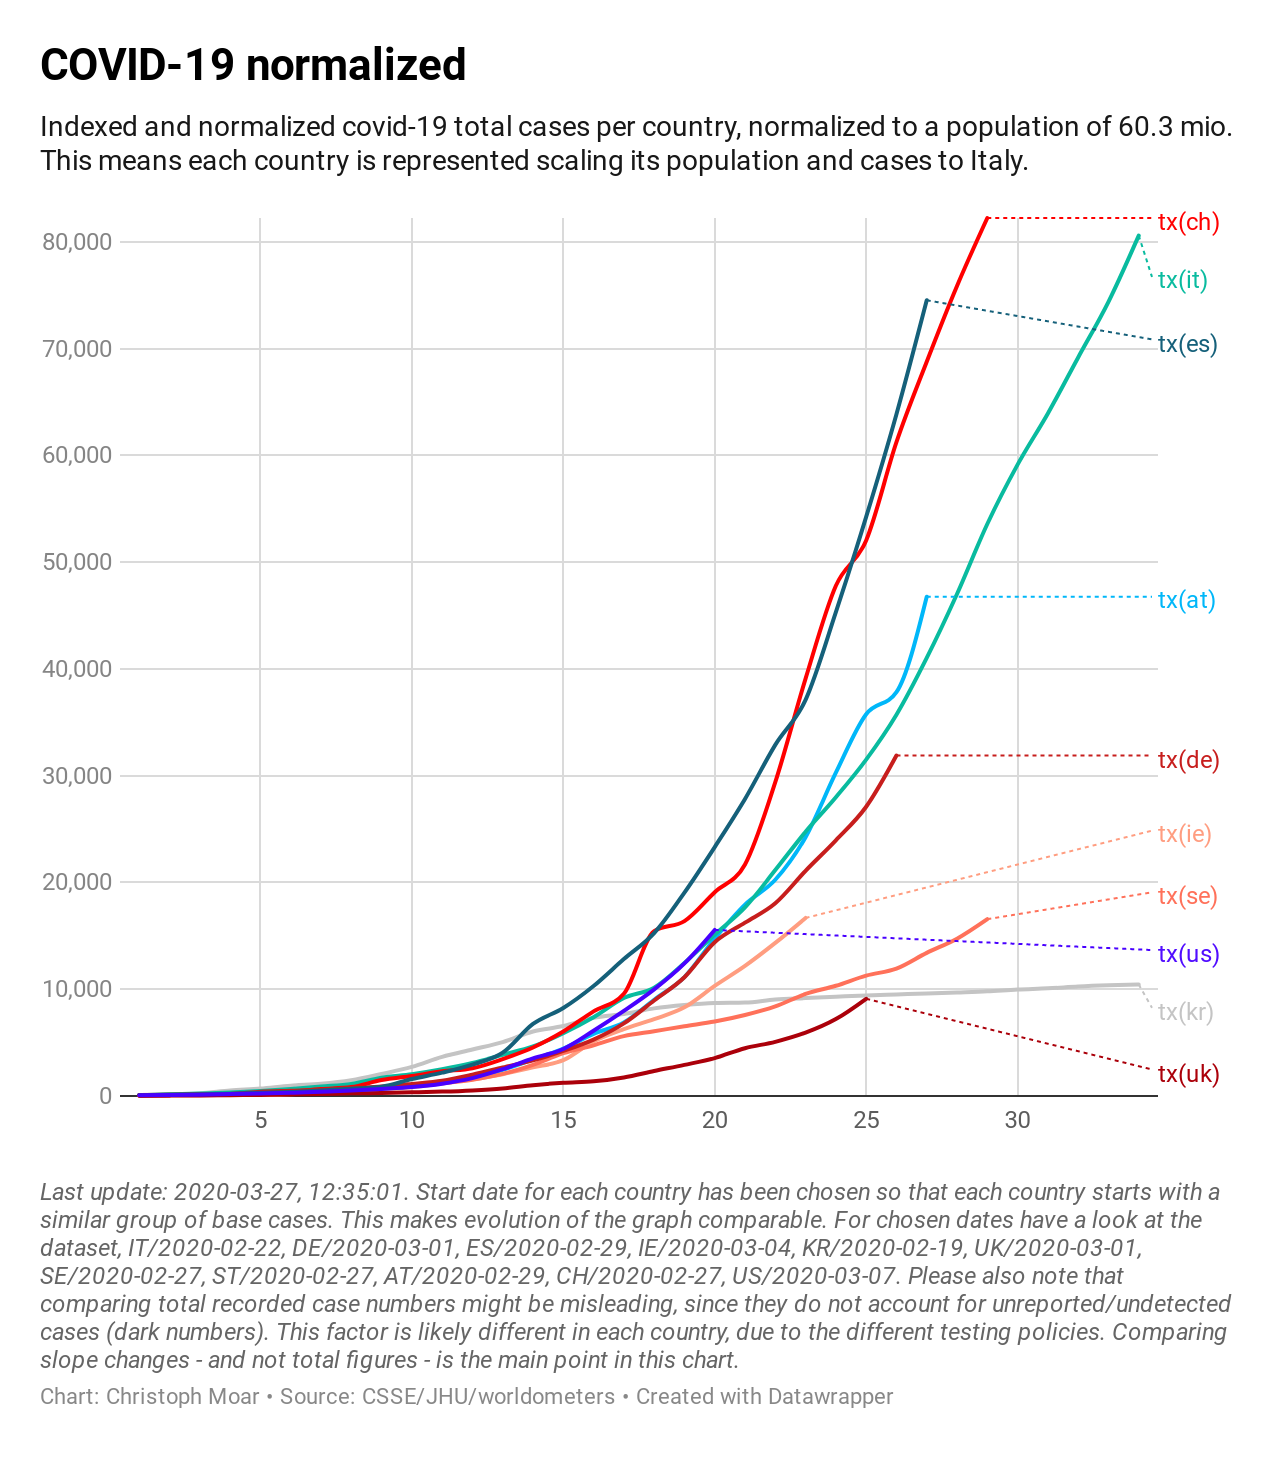 COVID-19 normalized
Indexed and normalized covid-19 total cases per country, normalized to a population of 60.3 mio.
This means each country is represented scaling its population and cases to Italy.
tx(ch)
80,000
tx(it)
tx(es)
70,000
60,000
50,000
tx(at)
40,000
30,000
tx(de)
tx(ie)
20,000
tx(se)
tx(us)
10,000
tx(kr)
tx(uk)
0
5 10 15 20 25 30
Last update: 2020-03-27, 12:35:01. Start date for each country has been chosen so that each country starts with a
similar group of base cases. This makes evolution of the graph comparable. For chosen dates have a look at the
dataset, IT/2020-02-22, DE/2020-03-01, ES/2020-02-29, IE/2020-03-04, KR/2020-02-19, UK/2020-03-01,
SE/2020-02-27, ST/2020-02-27, AT/2020-02-29, CH/2020-02-27, US/2020-03-07. Please also note that
comparing total recorded case numbers might be misleading, since they do not account for unreported/undetected
cases (dark numbers). This factor is likely different in each country, due to the different testing policies. Comparing
slope changes - and not total figures - is the main point in this chart.
Chart: Christoph Moar • Source: CSSE/JHU/worldometers • Created with Datawrapper